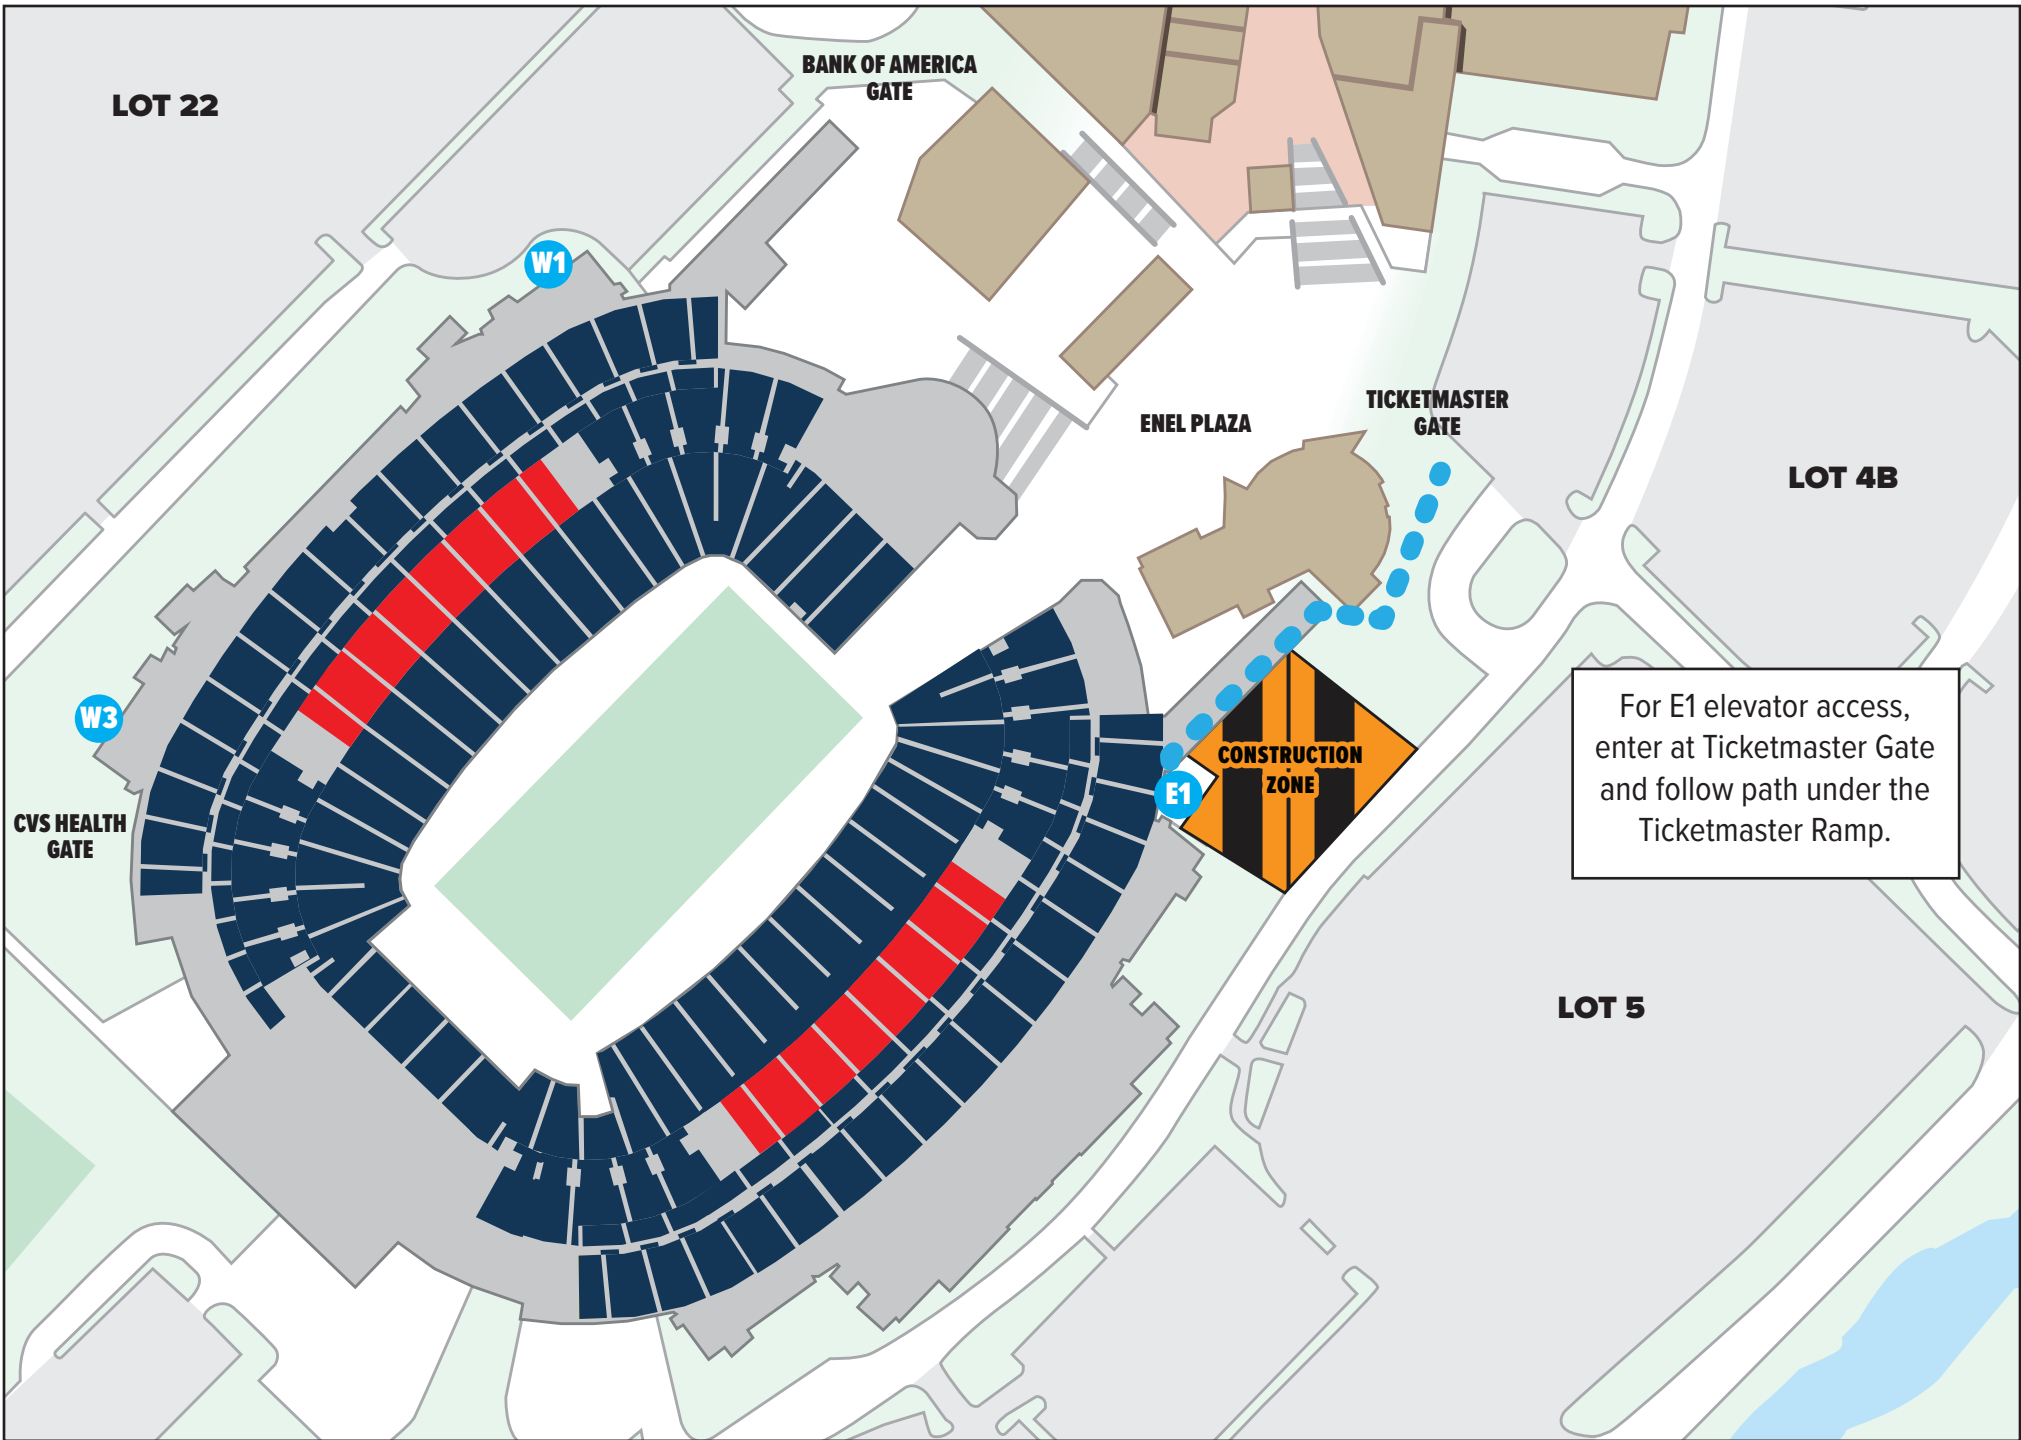 BANK OF AMERICA
GATE
LOT 22
W1
TICKETMASTER
GATE
ENEL PLAZA
LOT 4B
W3
For E1 elevator access,
enter at Ticketmaster Gate
and follow path under the
Ticketmaster Ramp.
CONSTRUCTION
ZONE
E1
CVS HEALTH
GATE
LOT 5